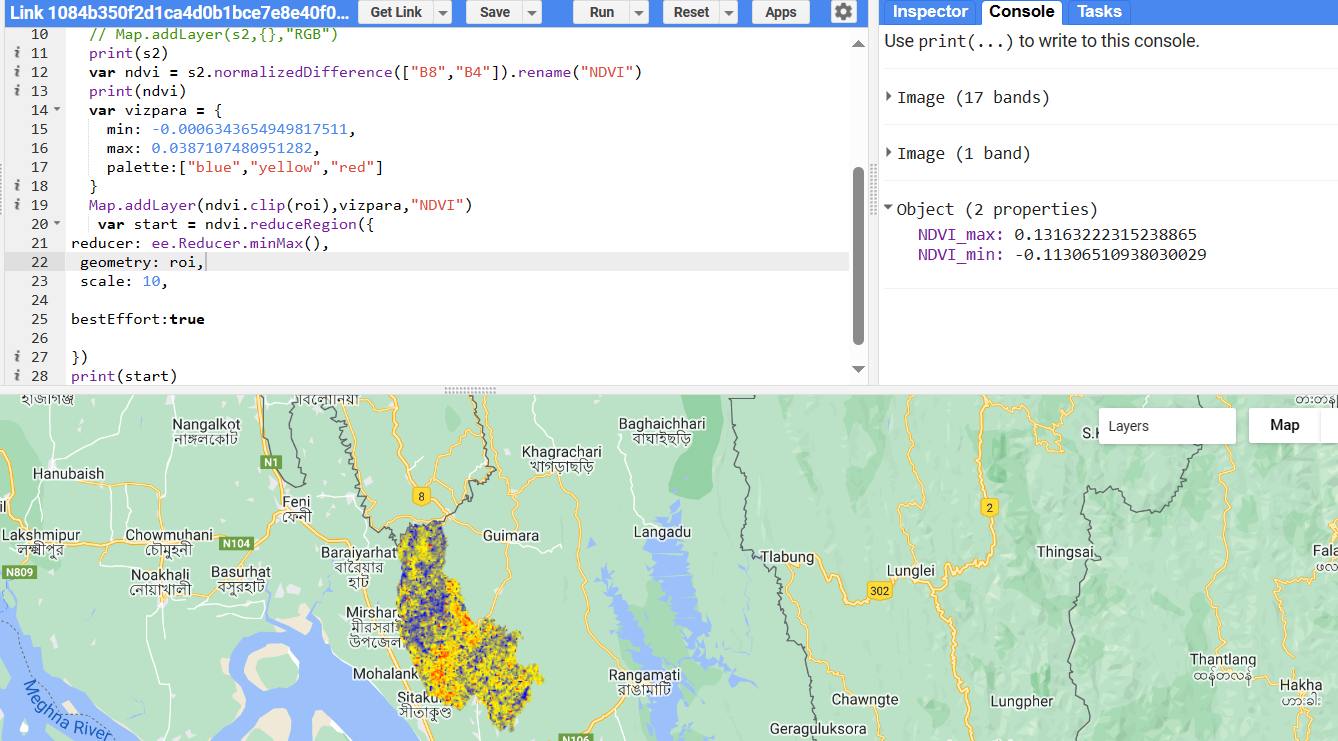 Link 1084b350f2d1ca4d0b1bce7e8e40f0...
Get Link
Save
Run
Reset
Apps
Inspector
Console
Tasks
10 // Map.addLayer(s2,{},"RGB")
i 11 print(s2)
i 12 var ndvi = s2.normalizedDifference(["B8","B4"]).rename("NDVI")
i 13 print(ndvi)
14 var vizpara = {
15 min: -0.0006343654949817511,
16 max: 0.0387107480951282,
17 palette:["blue","yellow","red"]
i 18 }
i 19 Map.addLayer(ndvi.clip(roi),vizpara,"NDVI")
20 var start = ndvi.reduceRegion({
21 reducer: ee.Reducer.minMax(),
22 geometry: roi,
23 scale: 10,
24
25 bestEffort:true
26
i 27 })
i 28 print(start)
Use print(...) to write to this console.
Image (17 bands)
Image (1 band)
Object (2 properties)
NDVI_max: 0.13163222315238865
NDVI_min: -0.11306510938030029
Layers
Map
Nangalkot
নাঙ্গলকোট
Baghaichhari
বাঘাইছড়ি
Khagrachari
খাগড়াছড়ি
N1
Hanubaish
8
2
Feni
ফেনী
Lakshmipur
লক্ষ্মীপুর
Chowmuhani
চৌমুহনী
N104
Guimara
Langadu
Baraiyarhat
বারৈয়ার
হাট
Tlabung
Thingsai
N809
Noakhali
নোয়াখালী
Basurhat
বসুরহাট
Lunglei
302
মীরসরাই
উপজেল
Mohalank
Rangamati
রাঙামাটি
Thantlang
ထန်တလန်
Hakha
ဟားခါး
Meghna River
সীতাকুণ্ড
Chawngte
Lungpher
Geraguluksora
N106